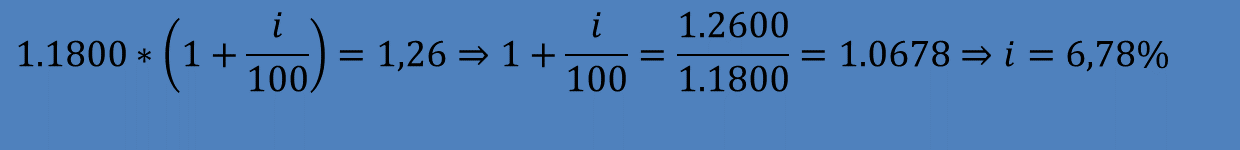 1.1800 * (1 + i/100) = 1,26 ⇒ 1 + i/100 = 1.2600/1.1800 = 1.0678 ⇒ i = 6,78%